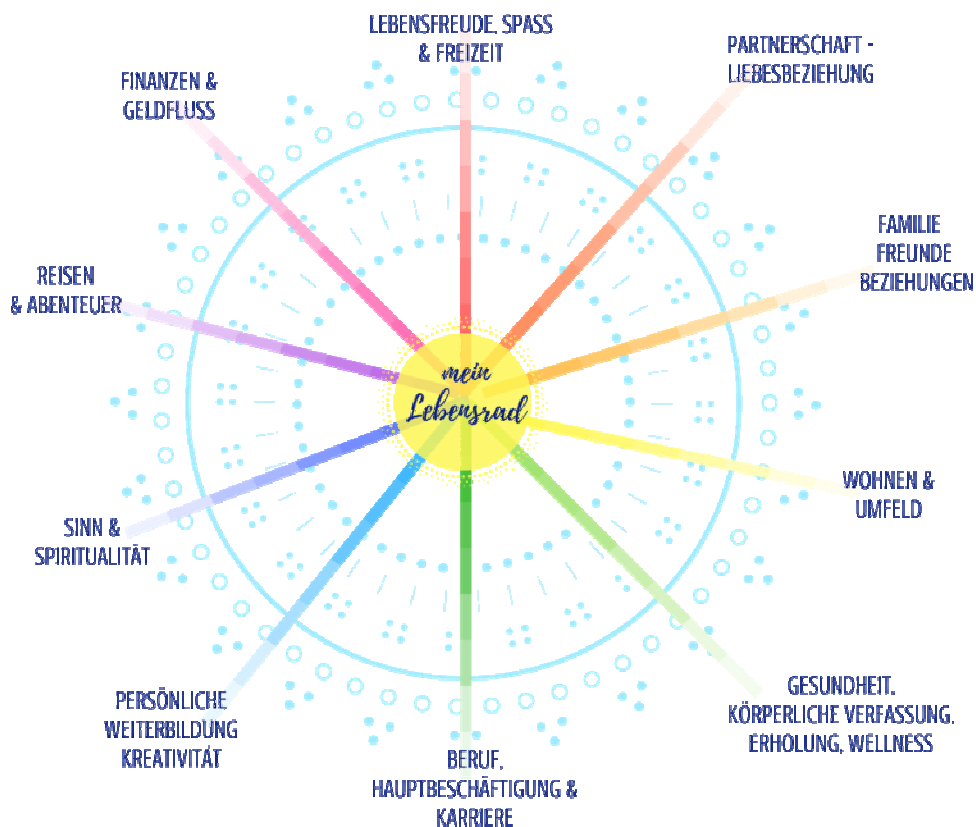 LEBENSFREUDE, SPASS
& FREIZEIT
PARTNERSCHAFT -
LIEBESBEZIEHUNG
FINANZEN &
GELDFLUSS
FAMILIE
FREUNDE
BEZIEHUNGEN
REISEN
& ABENTEUER
mein
Lebensrad
WOHNEN &
UMFELD
SINN &
SPIRITUALITÄT
GESUNDHEIT,
KÖRPERLICHE VERFASSUNG,
ERHOLUNG, WELLNESS
PERSÖNLICHE
WEITERBILDUNG
KREATIVITÄT
BERUF,
HAUPTBESCHÄFTIGUNG &
KARRIERE